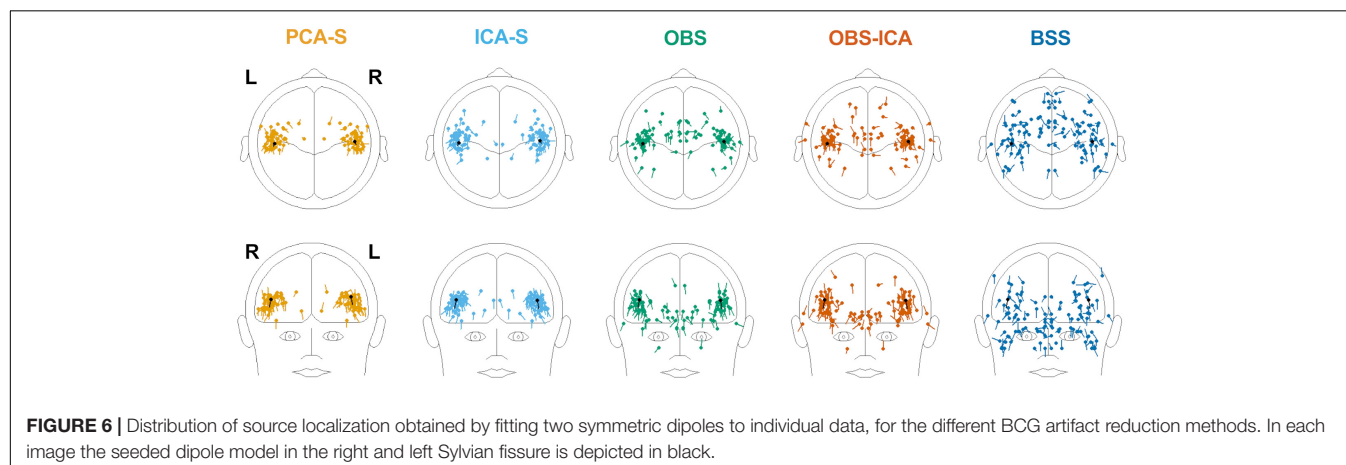 PCA-S ICA-S OBS OBS-ICA BSS
L R
R L
FIGURE 6 | Distribution of source localization obtained by fitting two symmetric dipoles to individual data, for the different BCG artifact reduction methods. In each
image the seeded dipole model in the right and left Sylvian fissure is depicted in black.